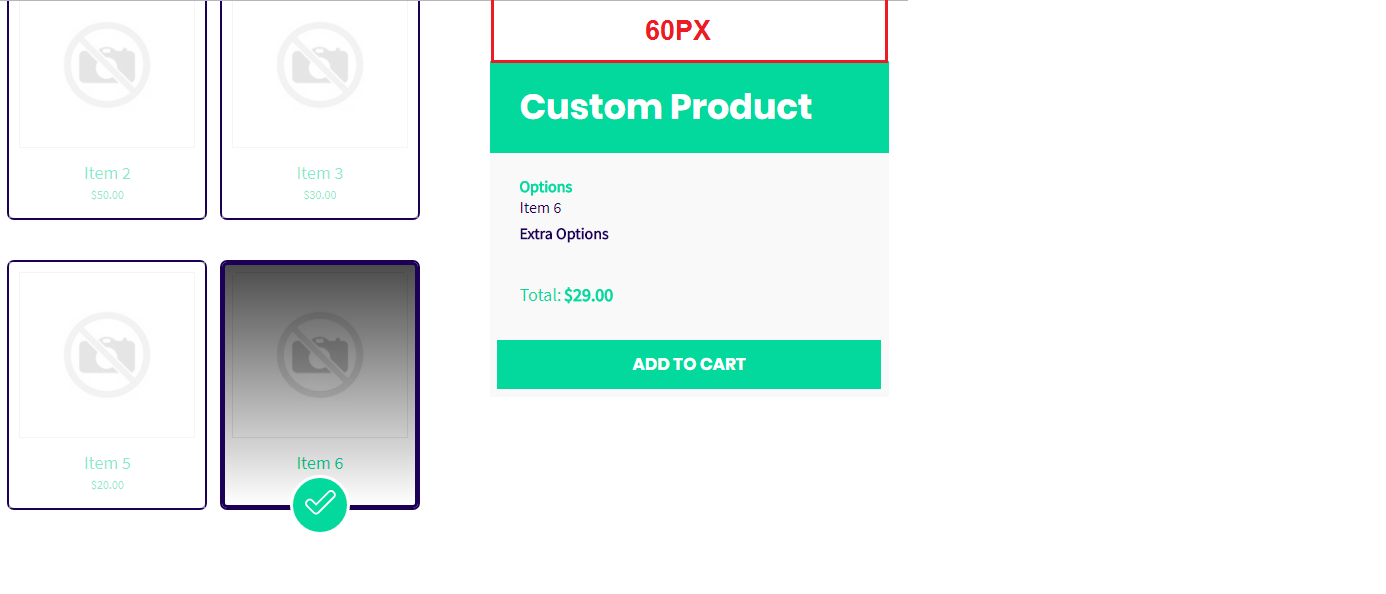 60PX
Custom Product
Item 2
$50.00
Item 3
$30.00
Options
Item 6
Extra Options
Total: $29.00
ADD TO CART
Item 5
$20.00
Item 6